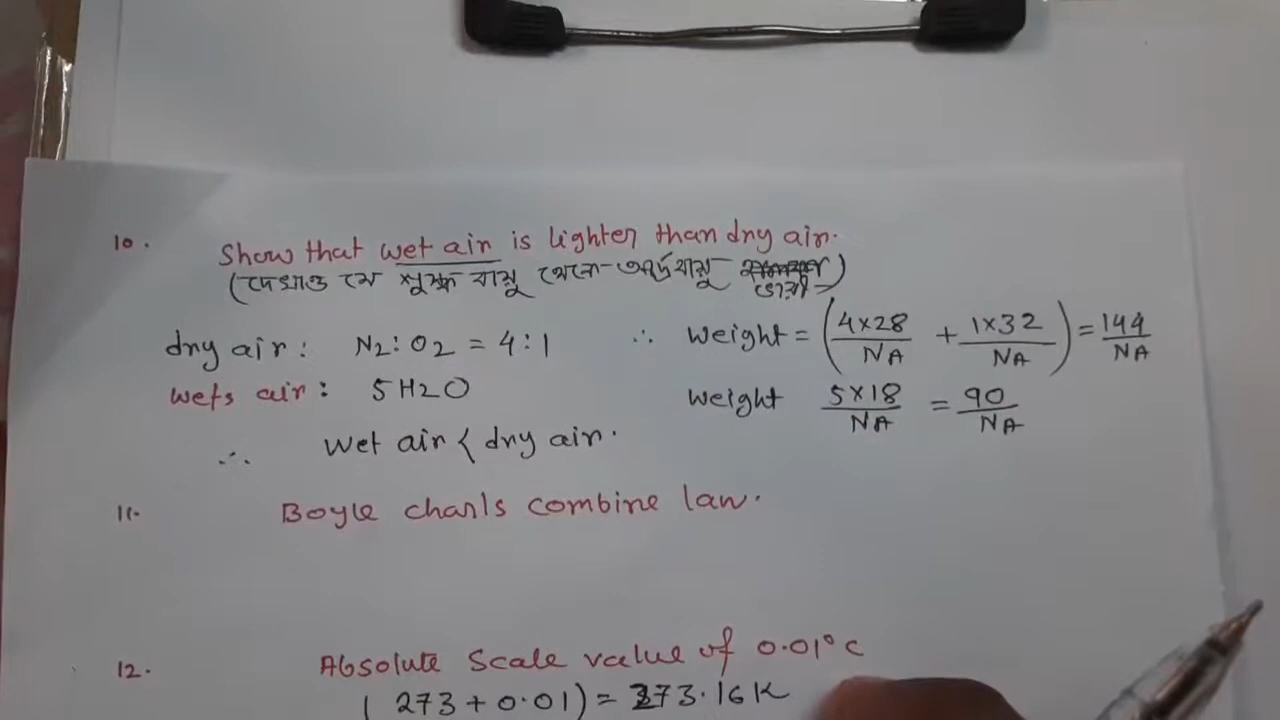 10. Show that wet air is lighter than dry air.
(দেখাও যে শুষ্ক বায়ু থেকে আর্দ্রবায়ু )
dry air: N2:O2 = 4:1 ∴ weight = (4×28/NA + 1×32/NA) = 144/NA
wets air: 5H2O weight 5×18/NA = 90/NA
∴ wet air < dry air.
11. Boyle charls combine law.
12. Absolute Scale value of 0.01°C
(273+0.01) = 273.16K